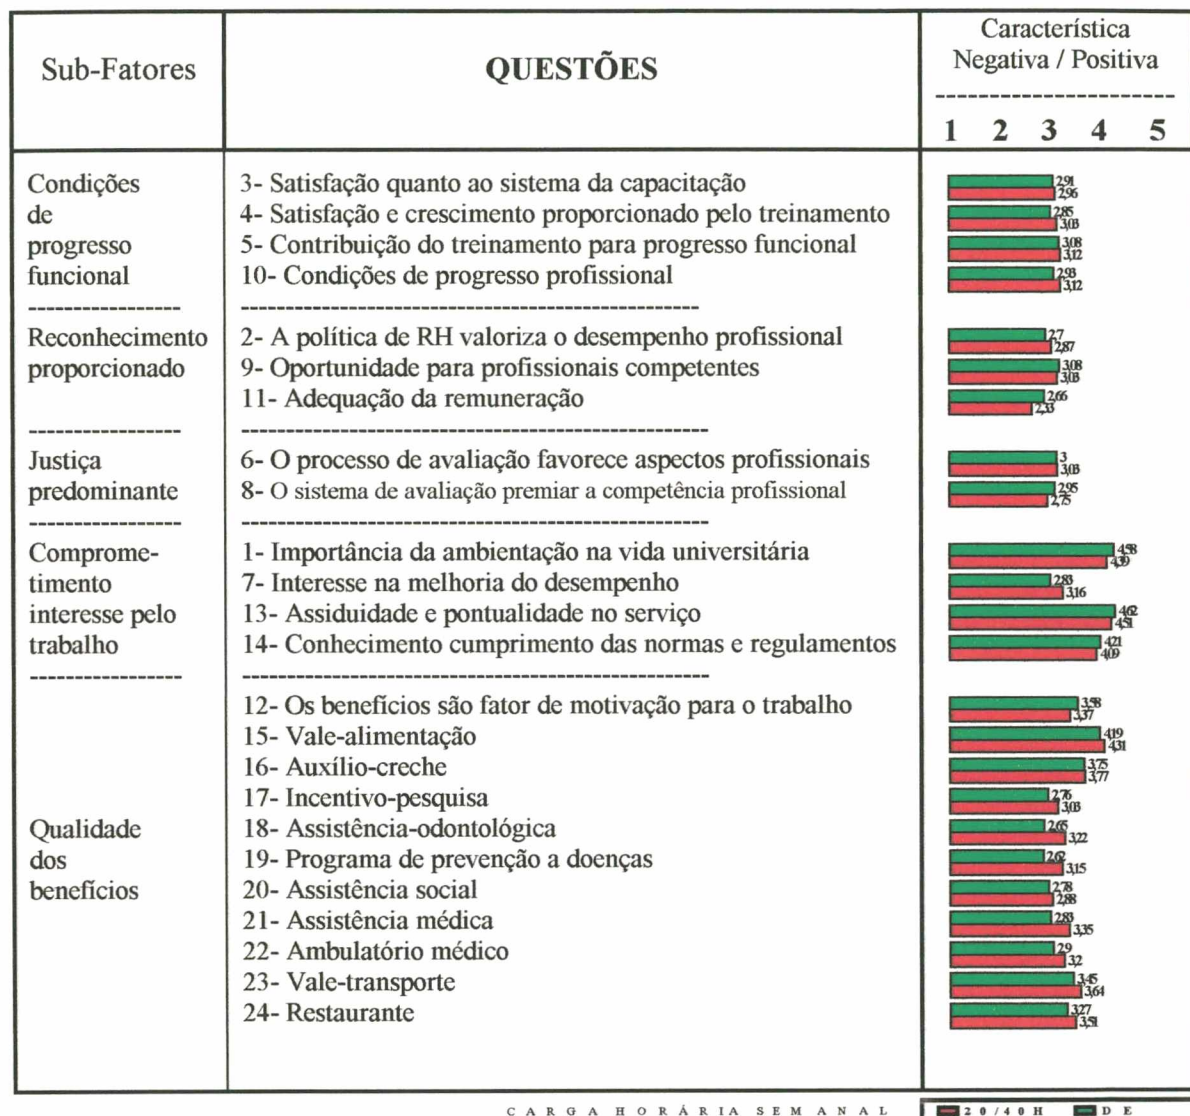 Sub-Fatores
QUESTÕES
Característica
Negativa / Positiva
1 2 3 4 5
Condições
de
progresso
funcional
3- Satisfação quanto ao sistema da capacitação
4- Satisfação e crescimento proporcionado pelo treinamento
5- Contribuição do treinamento para progresso funcional
10- Condições de progresso profissional
2,91
2,96
2,85
3,03
3,08
3,12
2,93
3,12
Reconhecimento
proporcionado
2- A política de RH valoriza o desempenho profissional
9- Oportunidade para profissionais competentes
11- Adequação da remuneração
2,7
2,87
3,08
3,03
2,66
2,33
Justiça
predominante
6- O processo de avaliação favorece aspectos profissionais
8- O sistema de avaliação premiar a competência profissional
3
3,03
2,95
2,75
Comprome-
timento
interesse pelo
trabalho
1- Importância da ambientação na vida universitária
7- Interesse na melhoria do desempenho
13- Assiduidade e pontualidade no serviço
14- Conhecimento cumprimento das normas e regulamentos
4,58
4,39
2,83
3,16
4,62
4,51
4,21
4,09
Qualidade
dos
benefícios
12- Os benefícios são fator de motivação para o trabalho
15- Vale-alimentação
16- Auxílio-creche
17- Incentivo-pesquisa
18- Assistência-odontológica
19- Programa de prevenção a doenças
20- Assistência social
21- Assistência médica
22- Ambulatório médico
23- Vale-transporte
24- Restaurante
3,58
3,37
4,19
4,31
3,75
3,77
2,76
3,03
2,65
3,22
2,62
3,15
2,78
2,88
2,83
3,35
2,9
3,2
3,45
3,64
3,27
3,51
CARGA HORÁRIA SEMANAL
20/40H DE